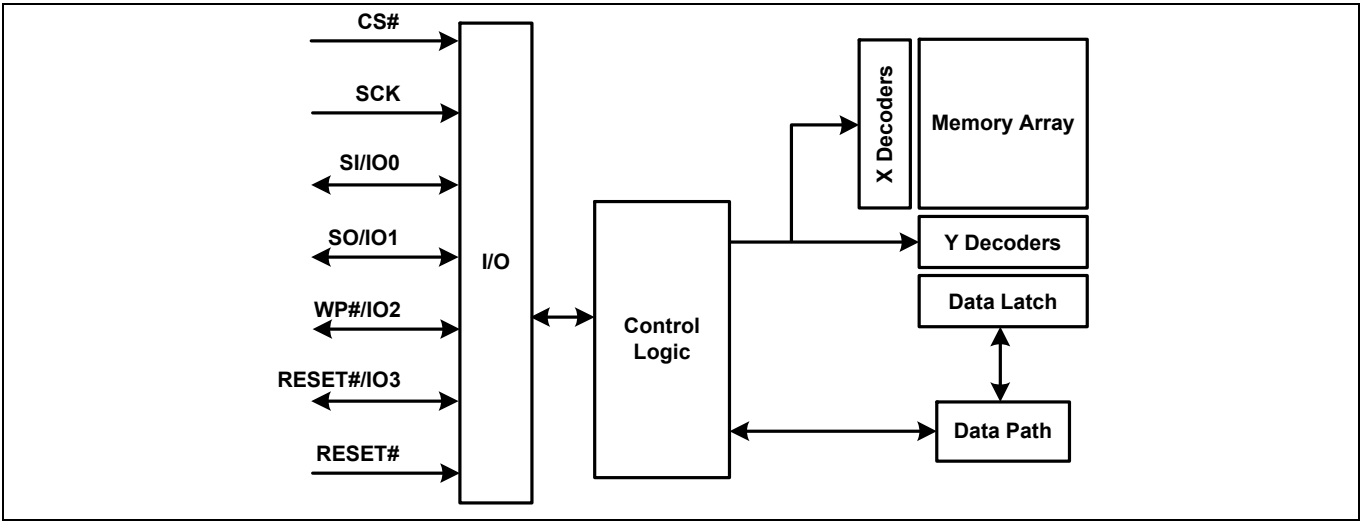 CS#
SCK
SI/IO0
SO/IO1
WP#/IO2
RESET#/IO3
RESET#
I/O
Control
Logic
X Decoders
Memory Array
Y Decoders
Data Latch
Data Path